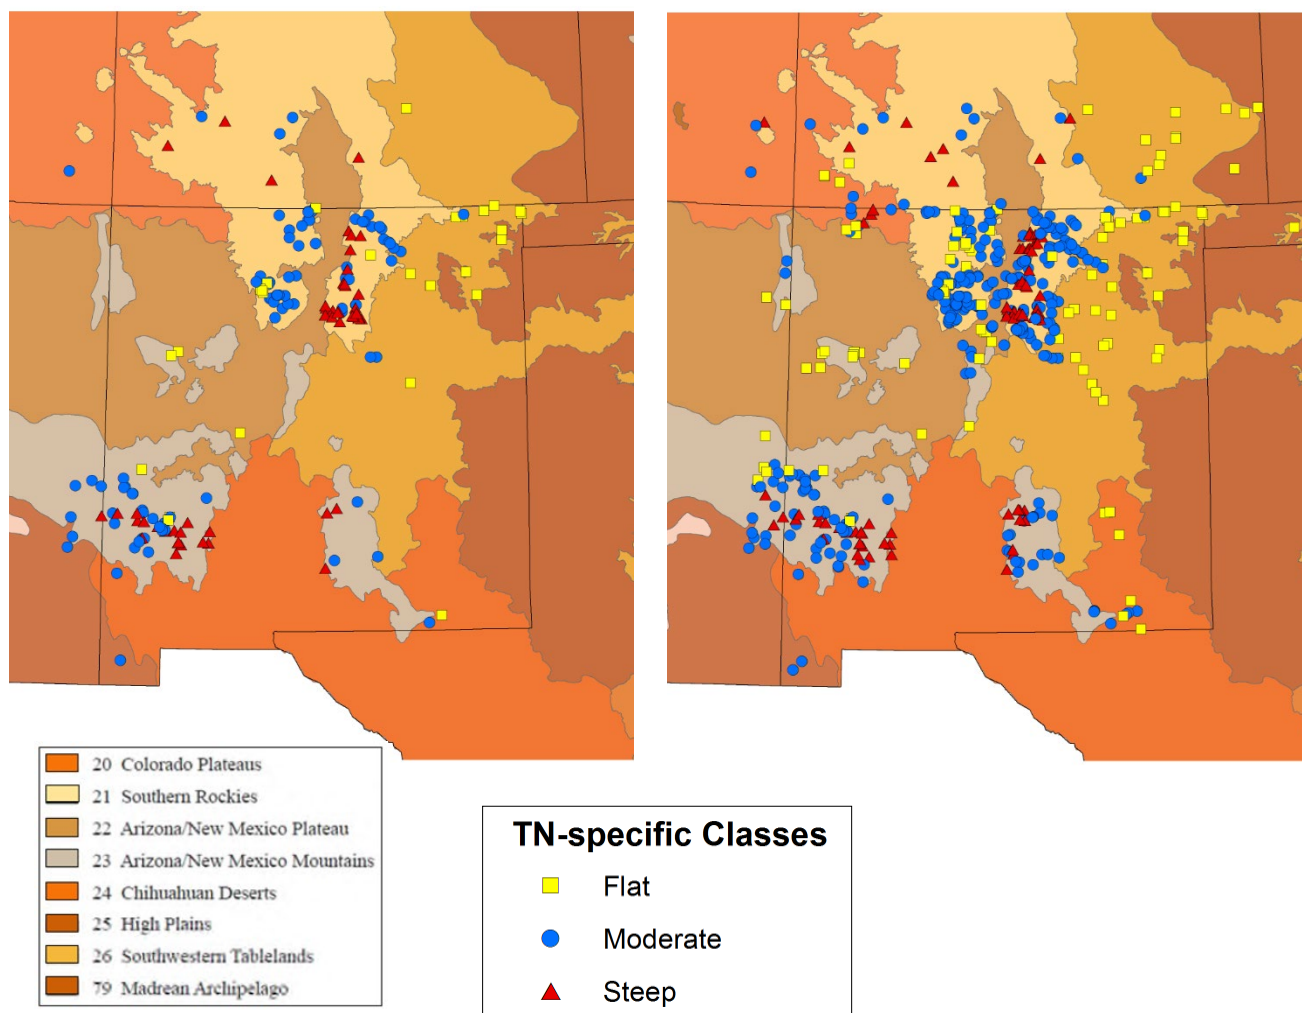 20 Colorado Plateaus
21 Southern Rockies
22 Arizona/New Mexico Plateau
23 Arizona/New Mexico Mountains
24 Chihuahuan Deserts
25 High Plains
26 Southwestern Tablelands
79 Madrean Archipelago
TN-specific Classes
Flat
Moderate
Steep